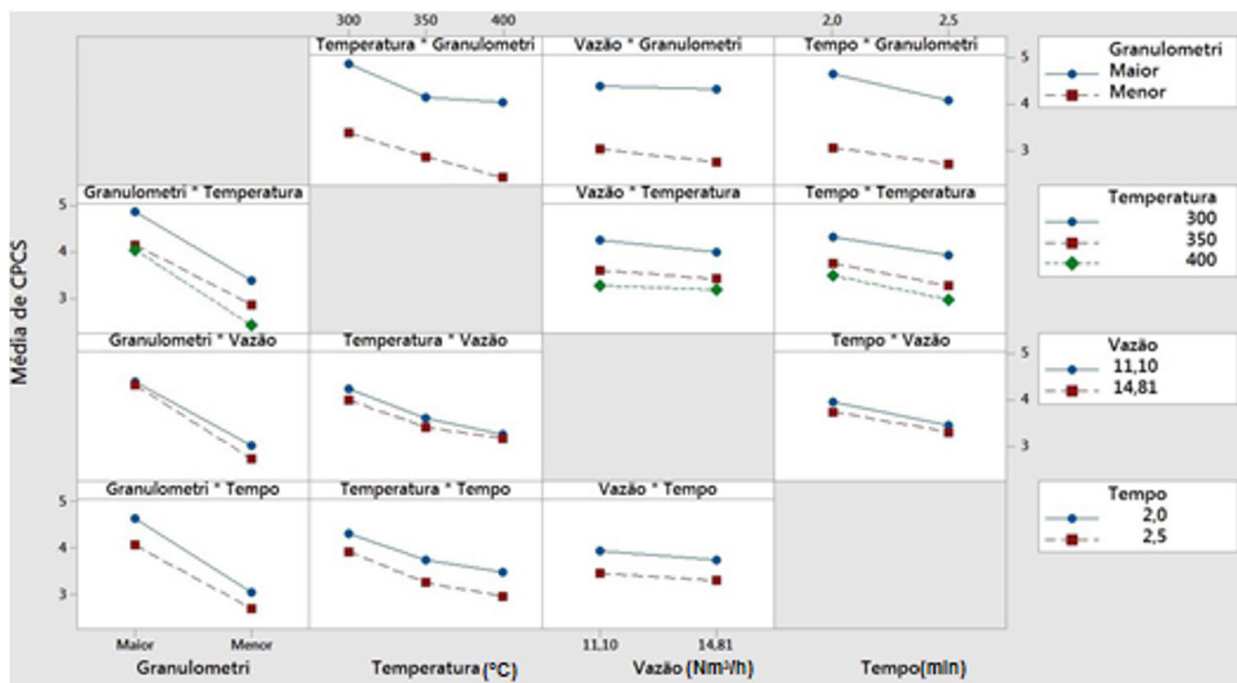 300 350 400 2,0 2,5
Temperatura * Granulometri Vazão * Granulometri Tempo * Granulometri
5
4
3
Granulometri
Maior
Menor
Granulometri * Temperatura Vazão * Temperatura Tempo * Temperatura
5
4
3
Temperatura
300
350
400
Média de CPCS
Granulometri * Vazão Temperatura * Vazão Tempo * Vazão
5
4
3
Vazão
11,10
14,81
Granulometri * Tempo Temperatura * Tempo Vazão * Tempo
5
4
3
Tempo
2,0
2,5
Maior Menor 11,10 14,81
Granulometri Temperatura (°C) Vazão (Nm³/h) Tempo(min)